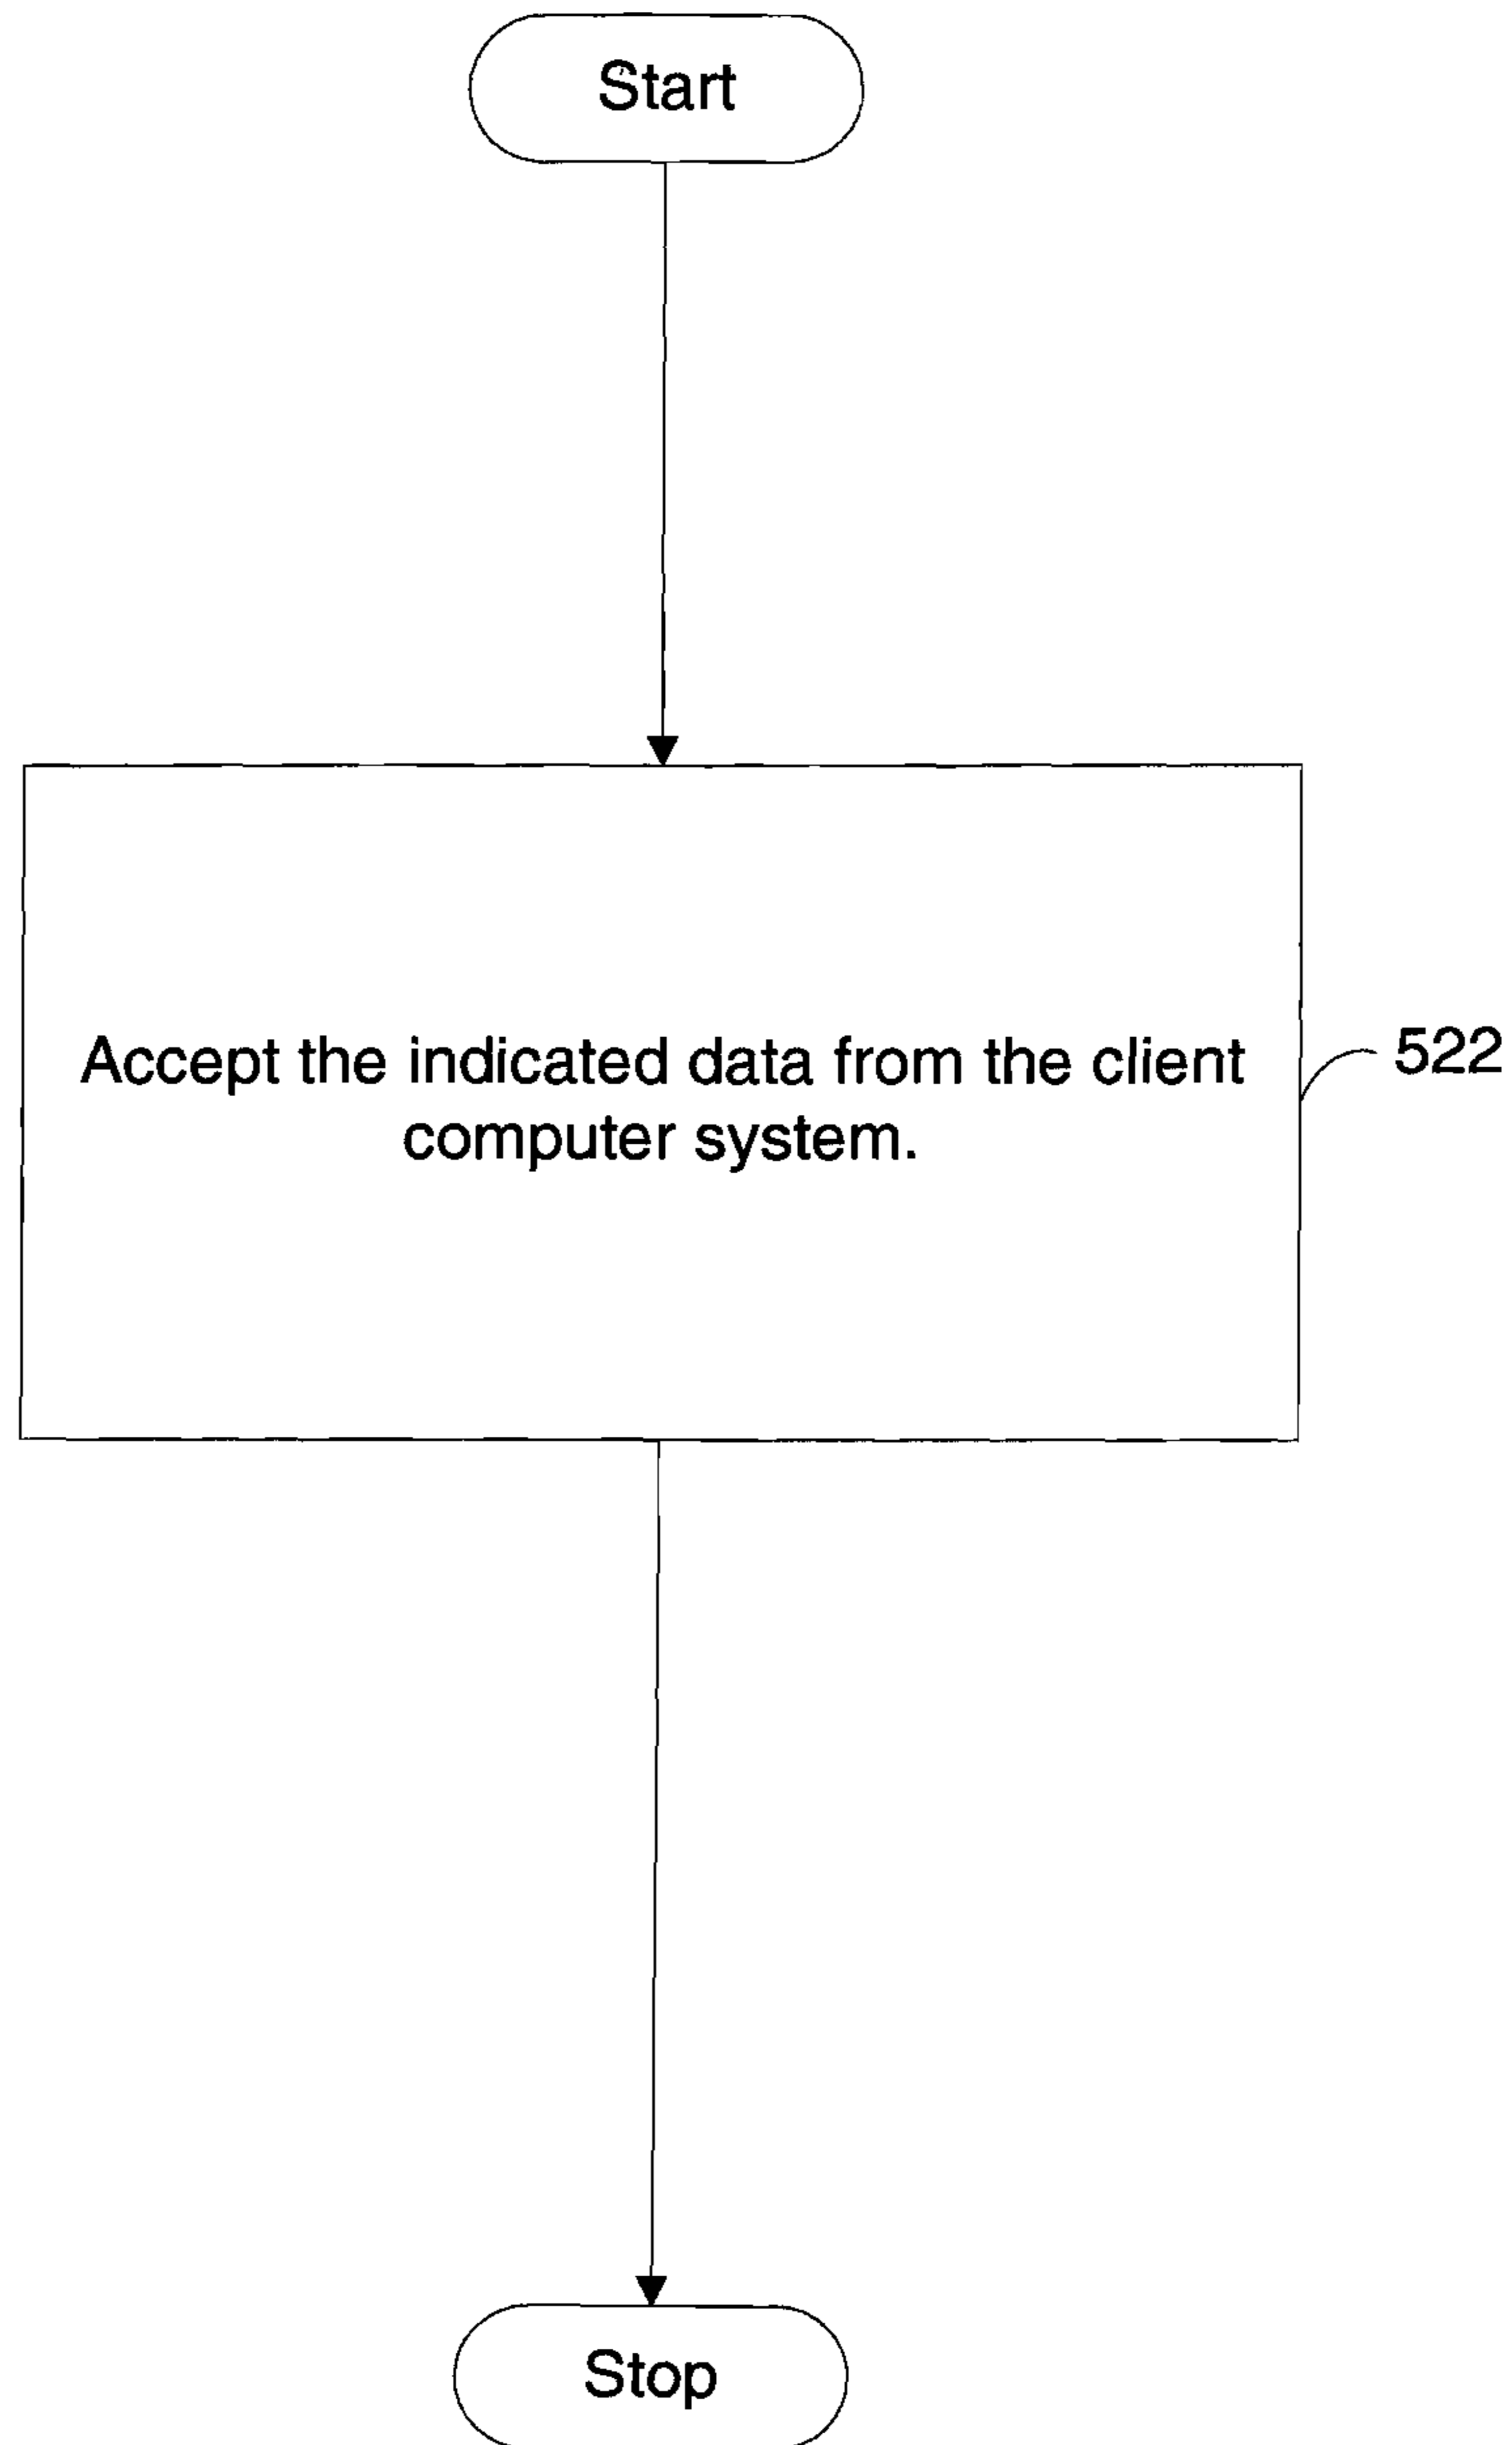 Start
Accept the indicated data from the client
computer system.
522
Stop